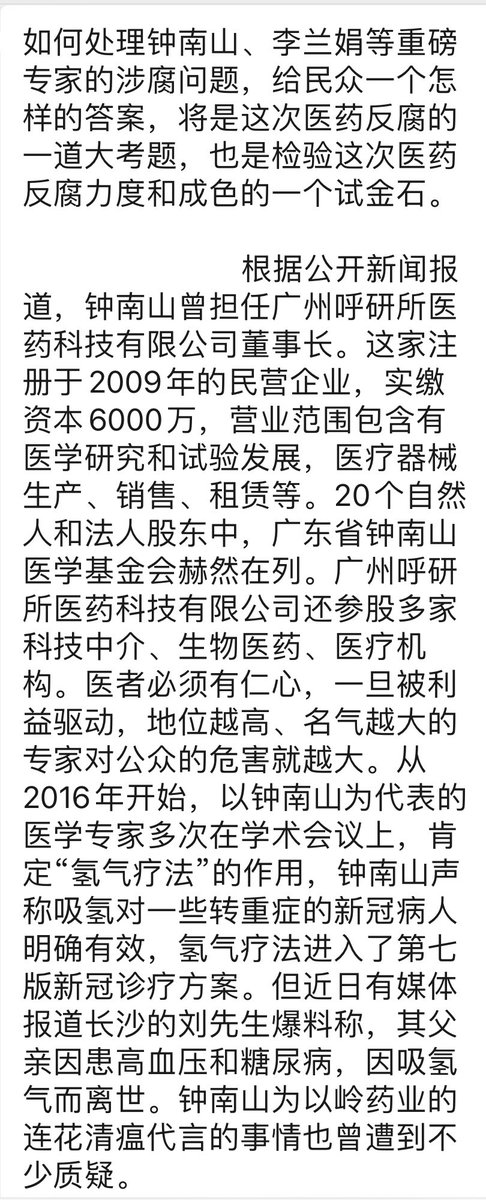 如何处理钟南山、李兰娟等重磅
专家的涉腐问题，给民众一个怎
样的答案，将是这次医药反腐的
一道大考题，也是检验这次医药
反腐力度和成色的一个试金石。
根据公开新闻报
道，钟南山曾担任广州呼研所医
药科技有限公司董事长。这家注
册于2009年的民营企业，实缴
资本6000万，营业范围包含有
医学研究和试验发展，医疗器械
生产、销售、租赁等。20个自然
人和法人股东中，广东省钟南山
医学基金会赫然在列。广州呼研
所医药科技有限公司还参股多家
科技中介、生物医药、医疗机
构。医者必须有仁心，一旦被利
益驱动，地位越高、名气越大的
专家对公众的危害就越大。从
2016年开始，以钟南山为代表的
医学专家多次在学术会议上，肯
定“氢气疗法”的作用，钟南山声
称吸氢对一些转重症的新冠病人
明确有效，氢气疗法进入了第七
版新冠诊疗方案。但近日有媒体
报道长沙的刘先生爆料称，其父
亲因患高血压和糖尿病，因吸氢
气而离世。钟南山为以岭药业的
连花清瘟代言的事情也曾遭到不
少质疑。